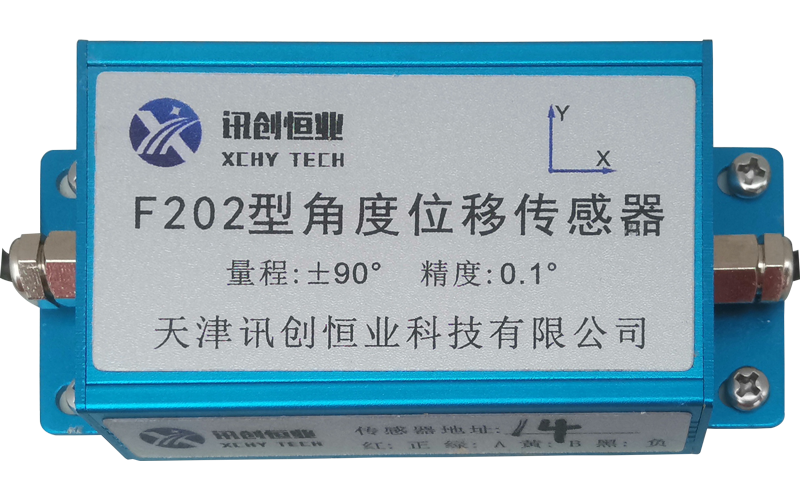 讯创恒业
XCHY TECH
Y
X
F202型角度位移传感器
量程:±90° 精度:0.1°
天津讯创恒业科技有限公司
讯创恒业
XCHY TECH
传感器地址: 14
红: 正 绿: A 黄: B 黑: 负